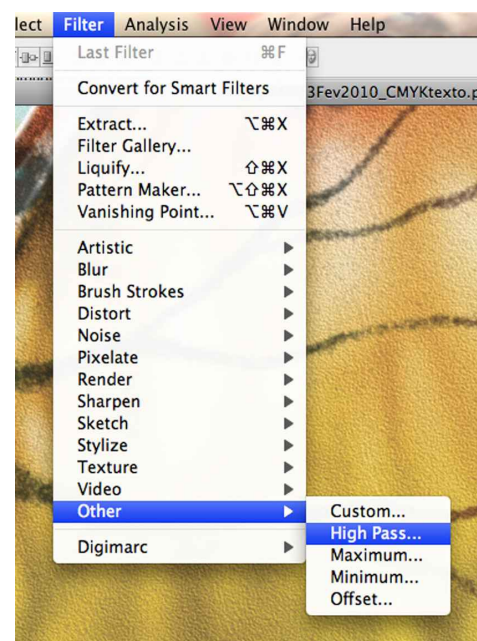 lect Filter Analysis View Window Help
Last Filter ⌘F
3Fev2010_CMYKtexto.p
Convert for Smart Filters
Extract... ⌥⌘X
Filter Gallery...
Liquify... ⇧⌘X
Pattern Maker... ⌥⇧⌘X
Vanishing Point... ⌥⌘V
Artistic
Blur
Brush Strokes
Distort
Noise
Pixelate
Render
Sharpen
Sketch
Stylize
Texture
Video
Other
Digimarc
Custom...
High Pass...
Maximum...
Minimum...
Offset...